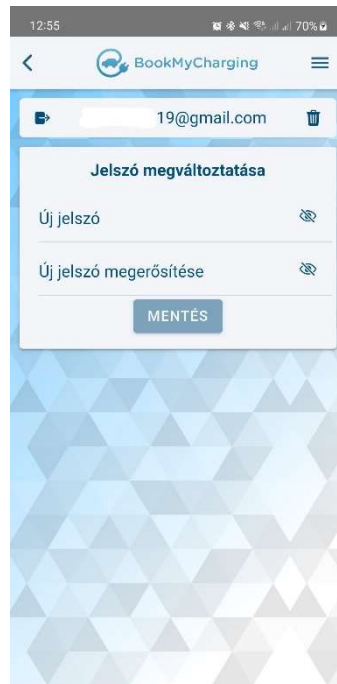 12:55
70%
BookMyCharging
19@gmail.com
Jelszó megváltoztatása
Új jelszó
Új jelszó megerősítése
MENTÉS